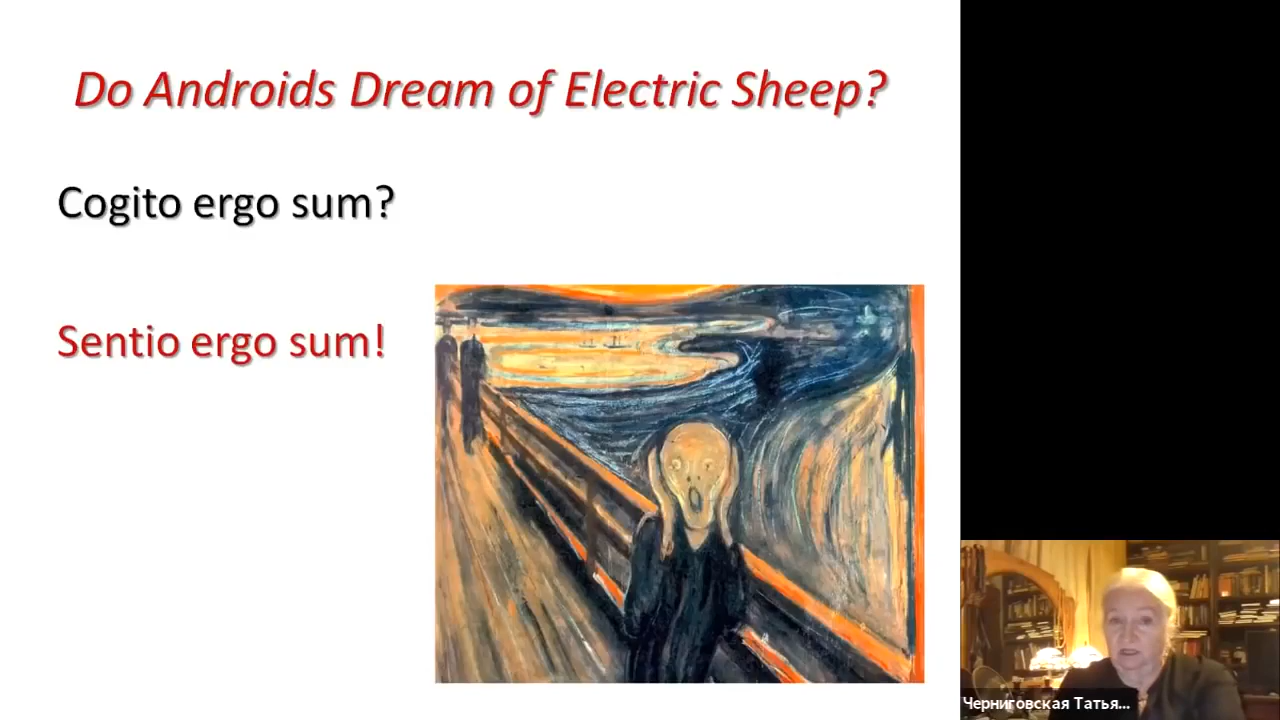 Do Androids Dream of Electric Sheep?
Cogito ergo sum?
Sentio ergo sum!
Черниговская Татья...